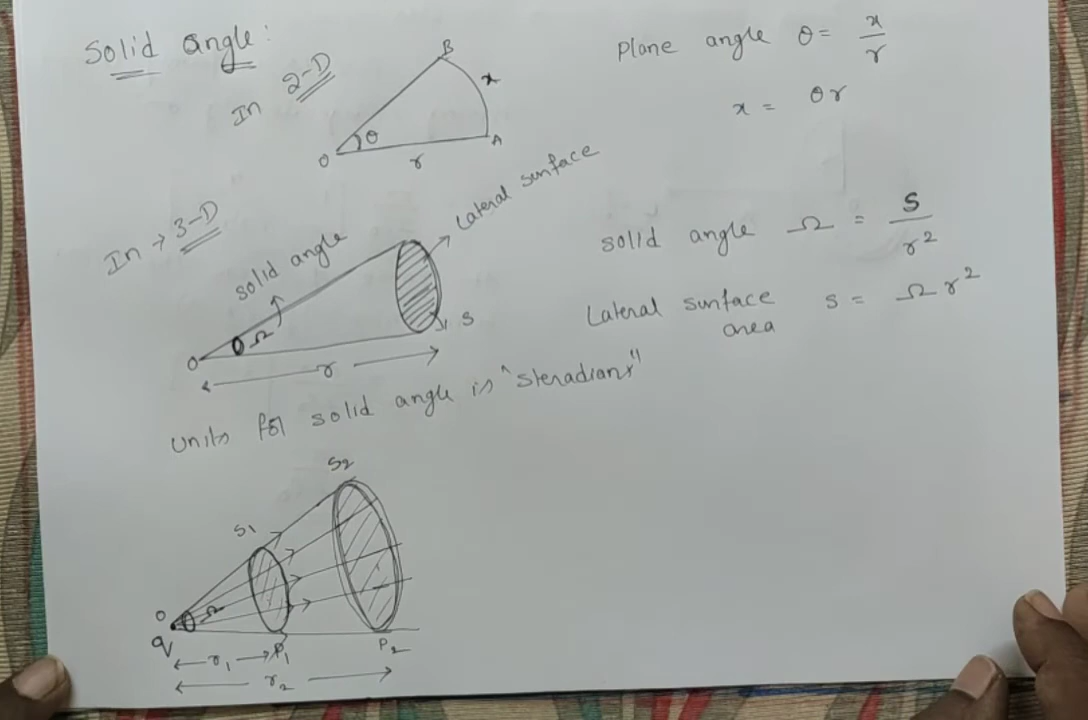 Solid angle:
In 2-D
B
x
θ
O
r
A
Plane angle θ = x/r
x = θr
In → 3-D
solid angle
Lateral surface
Ω
O
S
r
solid angle Ω = S/r²
Lateral surface area S = Ωr²
units for solid angle is "steradians"
S₂
S₁
O
Ω
q
P₁
P₂
r₁
r₂